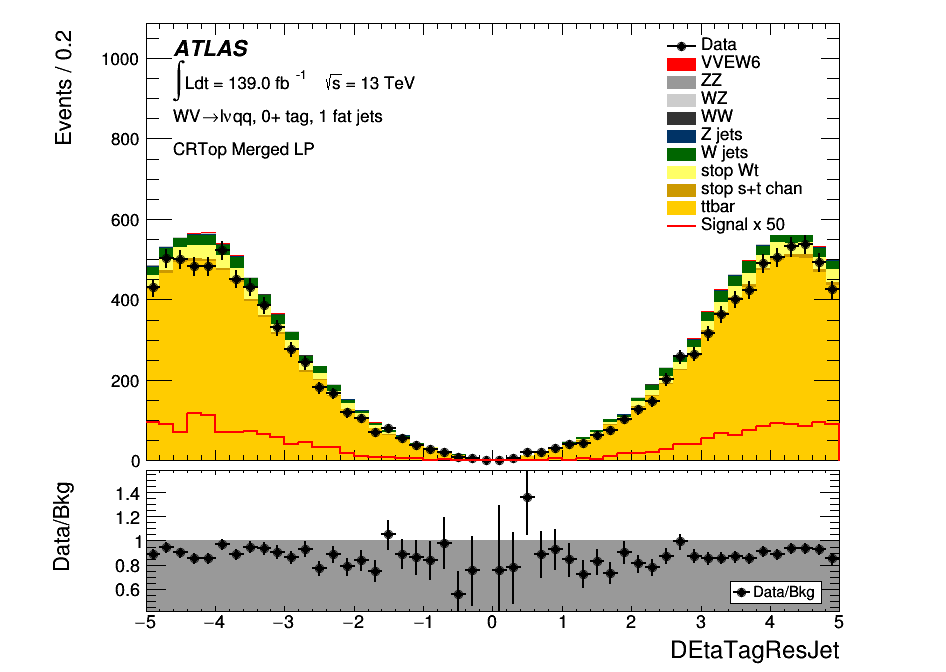 Events / 0.2
1000
800
600
400
200
0
ATLAS
∫Ldt = 139.0 fb⁻¹ √s = 13 TeV
WV→lνqq, 0+ tag, 1 fat jets
CRTop Merged LP
Data
VVEW6
ZZ
WZ
WW
Z jets
W jets
stop Wt
stop s+t chan
ttbar
Signal x 50
Data/Bkg
1.4
1.2
1
0.8
0.6
Data/Bkg
−5 −4 −3 −2 −1 0 1 2 3 4 5
DEtaTagResJet